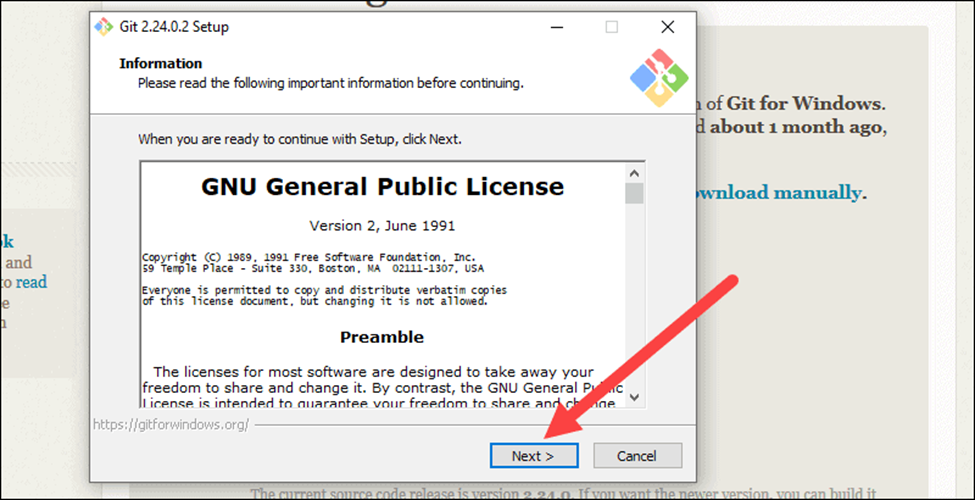 g
Git 2.24.0.2 Setup
Information
Please read the following important information before continuing.
When you are ready to continue with Setup, click Next.
GNU General Public License
Version 2, June 1991
Copyright (C) 1989, 1991 Free Software Foundation, Inc.
59 Temple Place - Suite 330, Boston, MA  02111-1307, USA
Everyone is permitted to copy and distribute verbatim copies
of this license document, but changing it is not allowed.
Preamble
The licenses for most software are designed to take away your
freedom to share and change it. By contrast, the GNU General Public
License is intended to guarantee your freedom to share and change
https://gitforwindows.org/
Next >
Cancel
of Git for Windows.
about 1 month ago,
ownload manually.
ok
and
to read
The current source code release is version 2.24.0. If you want the newer version, you can build it